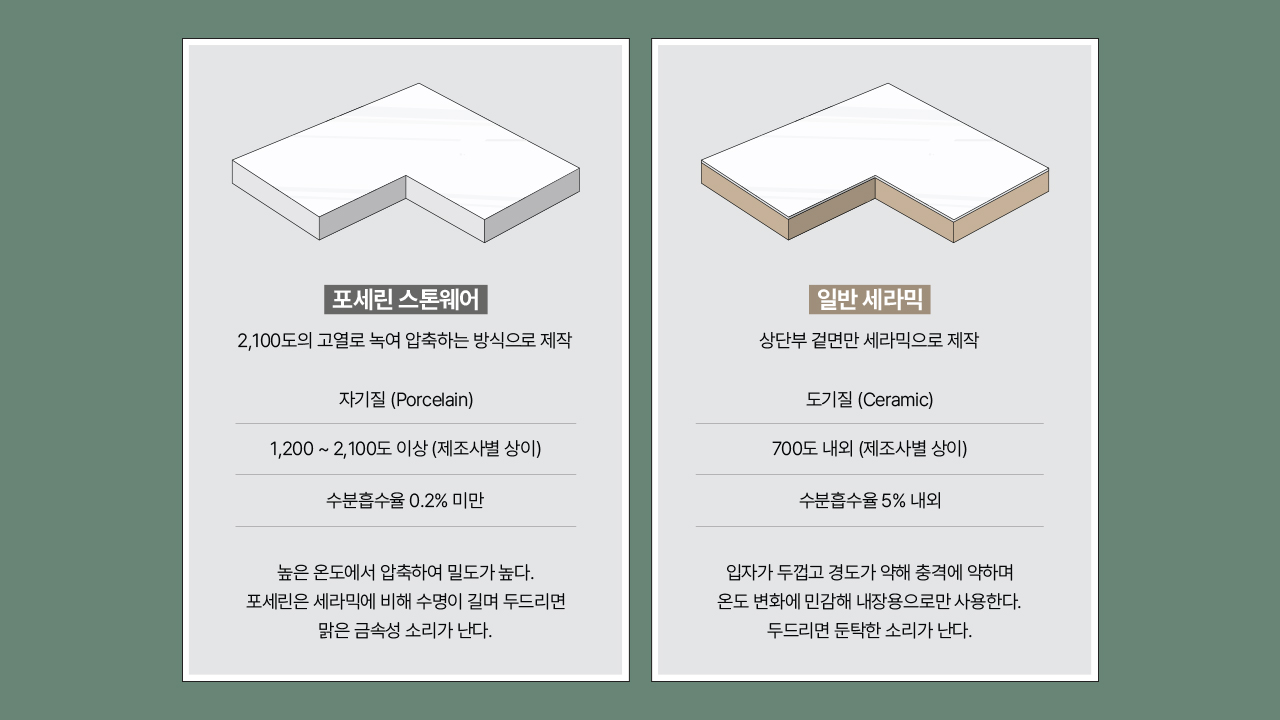 포세린 스톤웨어
2,100도의 고열로 녹여 압축하는 방식으로 제작
자기질 (Porcelain)
1,200 ~ 2,100도 이상 (제조사별 상이)
수분흡수율 0.2% 미만
높은 온도에서 압축하여 밀도가 높다.
포세린은 세라믹에 비해 수명이 길며 두드리면
맑은 금속성 소리가 난다.
일반 세라믹
상단부 겉면만 세라믹으로 제작
도기질 (Ceramic)
700도 내외 (제조사별 상이)
수분흡수율 5% 내외
입자가 두껍고 경도가 약해 충격에 약하며
온도 변화에 민감해 내장용으로만 사용한다.
두드리면 둔탁한 소리가 난다.